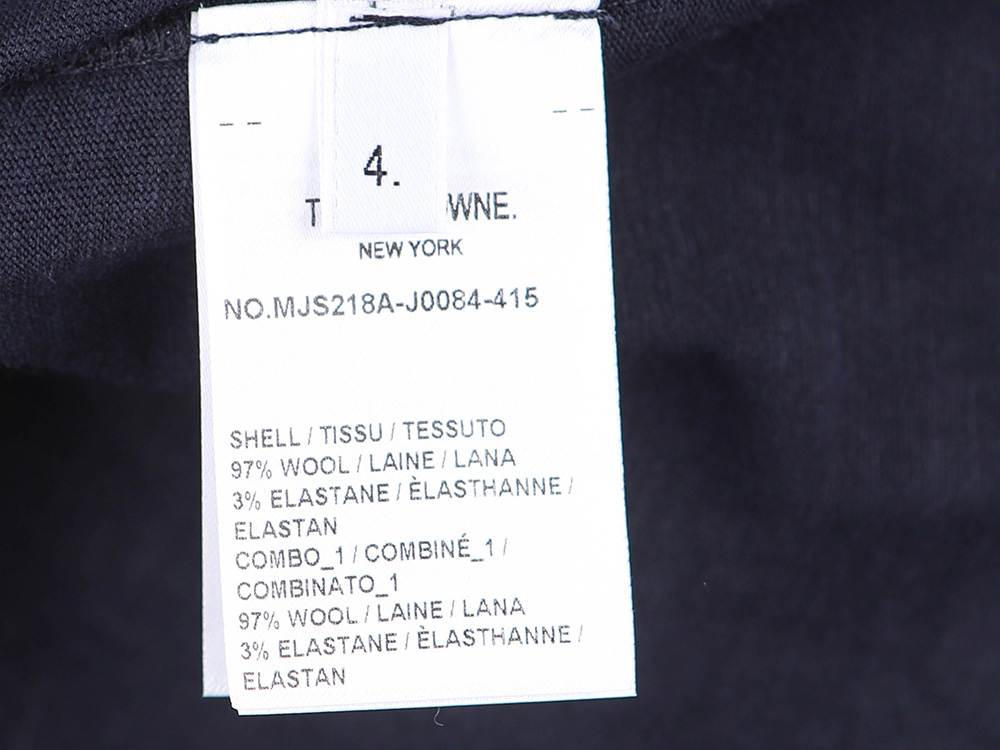 4.
T WNE.
NEW YORK
NO.MJS218A-J0084-415
SHELL / TISSU / TESSUTO
97% WOOL / LAINE / LANA
3% ELASTANE / ÈLASTHANNE /
ELASTAN
COMBO_1 / COMBINÉ_1 /
COMBINATO_1
97% WOOL / LAINE / LANA
3% ELASTANE / ÈLASTHANNE /
ELASTAN